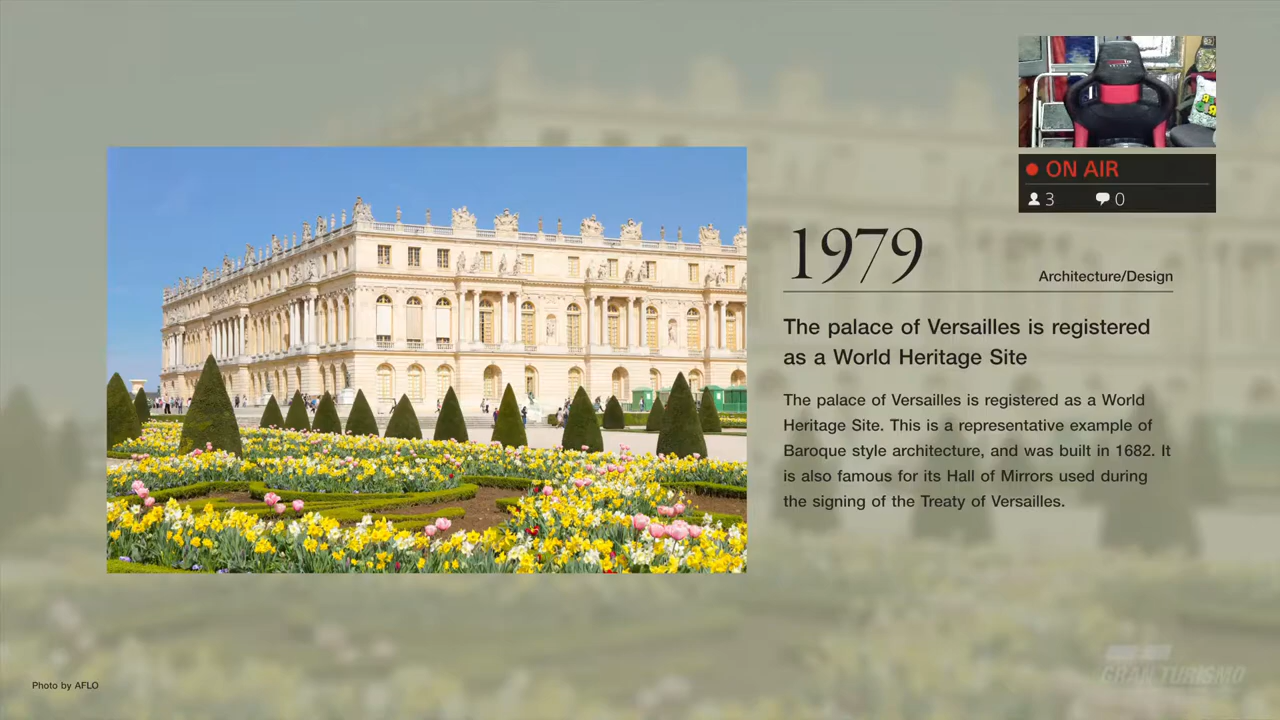 ON AIR
3 0
1979
Architecture/Design
The palace of Versailles is registered
as a World Heritage Site
The palace of Versailles is registered as a World
Heritage Site. This is a representative example of
Baroque style architecture, and was built in 1682. It
is also famous for its Hall of Mirrors used during
the signing of the Treaty of Versailles.
Photo by AFLO
GRAN TURISMO